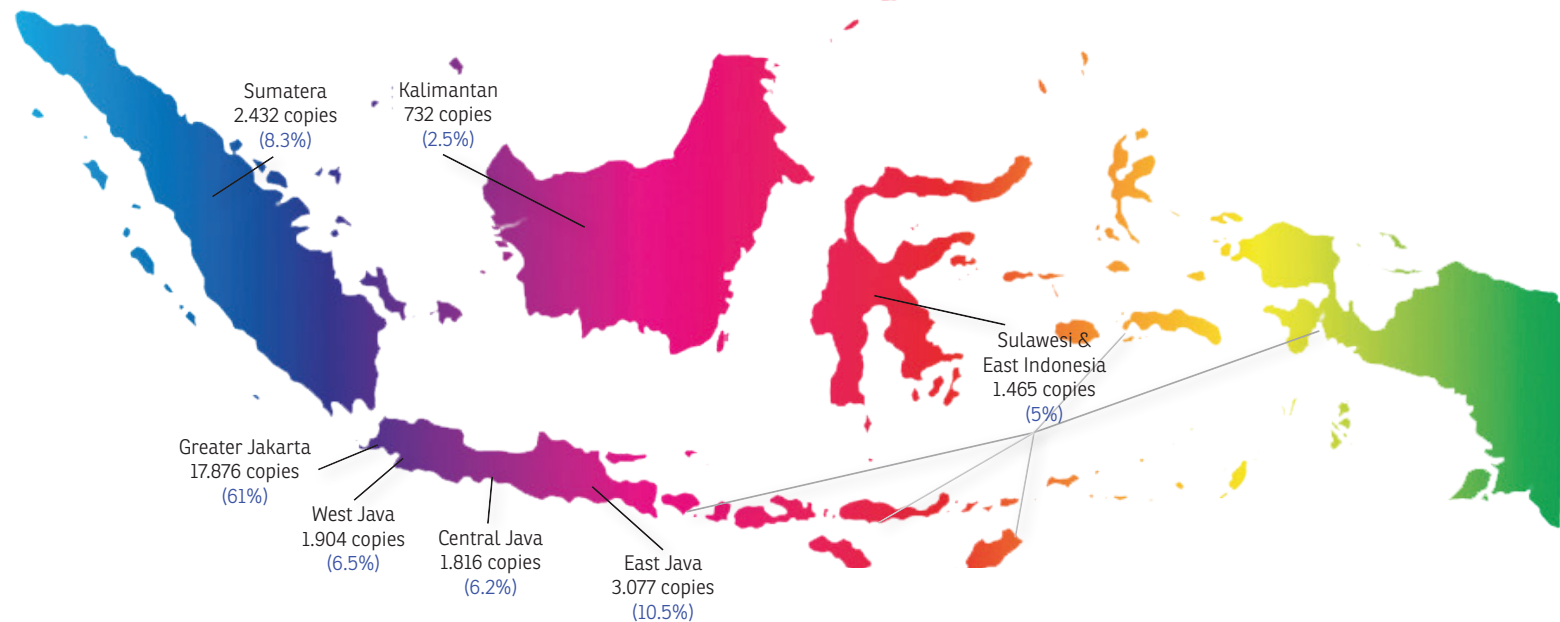 Sumatera
2.432 copies
(8.3%)
Kalimantan
732 copies
(2.5%)
Sulawesi &
East Indonesia
1.465 copies
(5%)
Greater Jakarta
17.876 copies
(61%)
West Java
1.904 copies
(6.5%)
Central Java
1.816 copies
(6.2%)
East Java
3.077 copies
(10.5%)